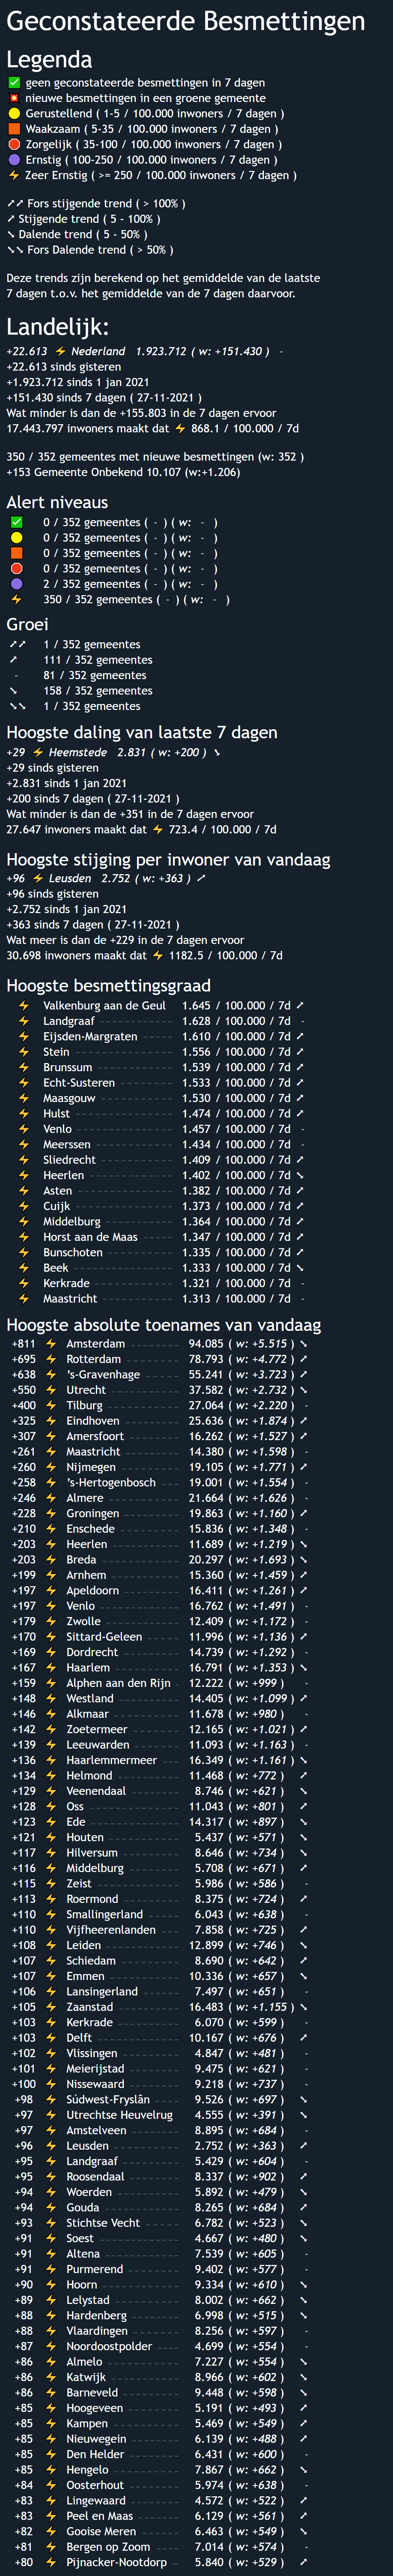 Geconstateerde Besmettingen
Legenda
✅ geen geconstateerde besmettingen in 7 dagen
💥 nieuwe besmettingen in een groene gemeente
🟡 Gerustellend ( 1-5 / 100.000 inwoners / 7 dagen )
🟧 Waakzaam ( 5-35 / 100.000 inwoners / 7 dagen )
🔴 Zorgelijk ( 35-100 / 100.000 inwoners / 7 dagen )
🟣 Ernstig ( 100-250 / 100.000 inwoners / 7 dagen )
⚡ Zeer Ernstig ( >= 250 / 100.000 inwoners / 7 dagen )
➚➚ Fors stijgende trend ( > 100% )
➚ Stijgende trend ( 5 - 100% )
➘ Dalende trend ( 5 - 50% )
➘➘ Fors Dalende trend ( > 50% )
Deze trends zijn berekend op het gemiddelde van de laatste
7 dagen t.o.v. het gemiddelde van de 7 dagen daarvoor.
Landelijk:
+22.613 ⚡ Nederland 1.923.712 ( w: +151.430 ) -
+22.613 sinds gisteren
+1.923.712 sinds 1 jan 2021
+151.430 sinds 7 dagen ( 27-11-2021 )
Wat minder is dan de +155.803 in de 7 dagen ervoor
17.443.797 inwoners maakt dat ⚡ 868.1 / 100.000 / 7d
350 / 352 gemeentes met nieuwe besmettingen (w: 352 )
+153 Gemeente Onbekend 10.107 (w:+1.206)
Alert niveaus
✅ 0 / 352 gemeentes ( - ) ( w: - )
🟡 0 / 352 gemeentes ( - ) ( w: - )
🟧 0 / 352 gemeentes ( - ) ( w: - )
🔴 0 / 352 gemeentes ( - ) ( w: - )
🟣 2 / 352 gemeentes ( - ) ( w: - )
⚡ 350 / 352 gemeentes ( - ) ( w: - )
Groei
➚➚ 1 / 352 gemeentes
➚ 111 / 352 gemeentes
- 81 / 352 gemeentes
➘ 158 / 352 gemeentes
➘➘ 1 / 352 gemeentes
Hoogste daling van laatste 7 dagen
+29 ⚡ Heemstede 2.831 ( w: +200 ) ➘
+29 sinds gisteren
+2.831 sinds 1 jan 2021
+200 sinds 7 dagen ( 27-11-2021 )
Wat minder is dan de +351 in de 7 dagen ervoor
27.647 inwoners maakt dat ⚡ 723.4 / 100.000 / 7d
Hoogste stijging per inwoner van vandaag
+96 ⚡ Leusden 2.752 ( w: +363 ) ➚
+96 sinds gisteren
+2.752 sinds 1 jan 2021
+363 sinds 7 dagen ( 27-11-2021 )
Wat meer is dan de +229 in de 7 dagen ervoor
30.698 inwoners maakt dat ⚡ 1182.5 / 100.000 / 7d
Hoogste besmettingsgraad
⚡ Valkenburg aan de Geul 1.645 / 100.000 / 7d ➚
⚡ Landgraaf 1.628 / 100.000 / 7d -
⚡ Eijsden-Margraten 1.610 / 100.000 / 7d ➚
⚡ Stein 1.556 / 100.000 / 7d ➚
⚡ Brunssum 1.539 / 100.000 / 7d ➚
⚡ Echt-Susteren 1.533 / 100.000 / 7d ➚
⚡ Maasgouw 1.530 / 100.000 / 7d ➚
⚡ Hulst 1.474 / 100.000 / 7d ➚
⚡ Venlo 1.457 / 100.000 / 7d -
⚡ Meerssen 1.434 / 100.000 / 7d -
⚡ Sliedrecht 1.409 / 100.000 / 7d ➚
⚡ Heerlen 1.402 / 100.000 / 7d ➘
⚡ Asten 1.382 / 100.000 / 7d ➚
⚡ Cuijk 1.373 / 100.000 / 7d ➚
⚡ Middelburg 1.364 / 100.000 / 7d ➚
⚡ Horst aan de Maas 1.347 / 100.000 / 7d ➚
⚡ Bunschoten 1.335 / 100.000 / 7d ➚
⚡ Beek 1.333 / 100.000 / 7d ➘
⚡ Kerkrade 1.321 / 100.000 / 7d -
⚡ Maastricht 1.313 / 100.000 / 7d -
Hoogste absolute toenames van vandaag
+811 ⚡ Amsterdam 94.085 ( w: +5.515 ) ➘
+695 ⚡ Rotterdam 78.793 ( w: +4.772 ) ➚
+638 ⚡ 's-Gravenhage 55.241 ( w: +3.723 ) ➚
+550 ⚡ Utrecht 37.582 ( w: +2.732 ) ➘
+400 ⚡ Tilburg 27.064 ( w: +2.220 ) -
+325 ⚡ Eindhoven 25.636 ( w: +1.874 ) ➚
+307 ⚡ Amersfoort 16.262 ( w: +1.527 ) ➚
+261 ⚡ Maastricht 14.380 ( w: +1.598 ) -
+260 ⚡ Nijmegen 19.105 ( w: +1.771 ) ➚
+258 ⚡ 's-Hertogenbosch 19.001 ( w: +1.554 ) -
+246 ⚡ Almere 21.664 ( w: +1.626 ) -
+228 ⚡ Groningen 19.863 ( w: +1.160 ) ➚
+210 ⚡ Enschede 15.836 ( w: +1.348 ) -
+203 ⚡ Heerlen 11.689 ( w: +1.219 ) ➘
+203 ⚡ Breda 20.297 ( w: +1.693 ) ➘
+199 ⚡ Arnhem 15.360 ( w: +1.459 ) ➚
+197 ⚡ Apeldoorn 16.411 ( w: +1.261 ) ➚
+197 ⚡ Venlo 16.762 ( w: +1.491 ) -
+179 ⚡ Zwolle 12.409 ( w: +1.172 ) -
+170 ⚡ Sittard-Geleen 11.996 ( w: +1.136 ) ➚
+169 ⚡ Dordrecht 14.739 ( w: +1.292 ) -
+167 ⚡ Haarlem 16.791 ( w: +1.353 ) ➘
+159 ⚡ Alphen aan den Rijn 12.222 ( w: +999 ) -
+148 ⚡ Westland 14.405 ( w: +1.099 ) ➚
+146 ⚡ Alkmaar 11.678 ( w: +980 ) -
+142 ⚡ Zoetermeer 12.165 ( w: +1.021 ) ➚
+139 ⚡ Leeuwarden 11.093 ( w: +1.163 ) -
+136 ⚡ Haarlemmermeer 16.349 ( w: +1.161 ) ➘
+134 ⚡ Helmond 11.468 ( w: +772 ) ➚
+129 ⚡ Veenendaal 8.746 ( w: +621 ) ➘
+128 ⚡ Oss 11.043 ( w: +801 ) ➚
+123 ⚡ Ede 14.317 ( w: +897 ) ➘
+121 ⚡ Houten 5.437 ( w: +571 ) ➘
+117 ⚡ Hilversum 8.646 ( w: +734 ) ➘
+116 ⚡ Middelburg 5.708 ( w: +671 ) ➚
+115 ⚡ Zeist 5.986 ( w: +586 ) -
+113 ⚡ Roermond 8.375 ( w: +724 ) ➚
+110 ⚡ Smallingerland 6.043 ( w: +638 ) -
+110 ⚡ Vijfheerenlanden 7.858 ( w: +725 ) ➚
+108 ⚡ Leiden 12.899 ( w: +746 ) ➘
+107 ⚡ Schiedam 8.690 ( w: +642 ) ➚
+107 ⚡ Emmen 10.336 ( w: +657 ) ➘
+106 ⚡ Lansingerland 7.497 ( w: +651 ) -
+105 ⚡ Zaanstad 16.483 ( w: +1.155 ) ➘
+103 ⚡ Kerkrade 6.070 ( w: +599 ) -
+103 ⚡ Delft 10.167 ( w: +676 ) ➚
+102 ⚡ Vlissingen 4.847 ( w: +481 ) -
+101 ⚡ Meierijstad 9.475 ( w: +621 ) -
+100 ⚡ Nissewaard 9.218 ( w: +737 ) -
+98 ⚡ Súdwest-Fryslân 9.526 ( w: +697 ) ➘
+97 ⚡ Utrechtse Heuvelrug 4.555 ( w: +391 ) ➘
+97 ⚡ Amstelveen 8.895 ( w: +684 ) -
+96 ⚡ Leusden 2.752 ( w: +363 ) ➚
+95 ⚡ Landgraaf 5.429 ( w: +604 ) -
+95 ⚡ Roosendaal 8.337 ( w: +902 ) ➚
+94 ⚡ Woerden 5.892 ( w: +479 ) ➘
+94 ⚡ Gouda 8.265 ( w: +684 ) ➚
+93 ⚡ Stichtse Vecht 6.782 ( w: +523 ) ➘
+91 ⚡ Soest 4.667 ( w: +480 ) ➘
+91 ⚡ Altena 7.539 ( w: +605 ) -
+91 ⚡ Purmerend 9.402 ( w: +577 ) -
+90 ⚡ Hoorn 9.334 ( w: +610 ) ➘
+89 ⚡ Lelystad 8.002 ( w: +662 ) ➘
+88 ⚡ Hardenberg 6.998 ( w: +515 ) ➘
+88 ⚡ Vlaardingen 8.256 ( w: +597 ) -
+87 ⚡ Noordoostpolder 4.699 ( w: +554 ) -
+86 ⚡ Almelo 7.227 ( w: +554 ) ➘
+86 ⚡ Katwijk 8.966 ( w: +602 ) ➘
+86 ⚡ Barneveld 9.448 ( w: +598 ) ➘
+85 ⚡ Hoogeveen 5.191 ( w: +493 ) ➚
+85 ⚡ Kampen 5.469 ( w: +549 ) ➚
+85 ⚡ Nieuwegein 6.139 ( w: +488 ) ➚
+85 ⚡ Den Helder 6.431 ( w: +600 ) -
+85 ⚡ Hengelo 7.867 ( w: +662 ) ➘
+84 ⚡ Oosterhout 5.974 ( w: +638 ) -
+83 ⚡ Lingewaard 4.572 ( w: +522 ) ➚
+83 ⚡ Peel en Maas 6.129 ( w: +561 ) ➚
+82 ⚡ Gooise Meren 6.463 ( w: +549 ) ➘
+81 ⚡ Bergen op Zoom 7.014 ( w: +574 ) -
+80 ⚡ Pijnacker-Nootdorp 5.840 ( w: +529 ) ➚